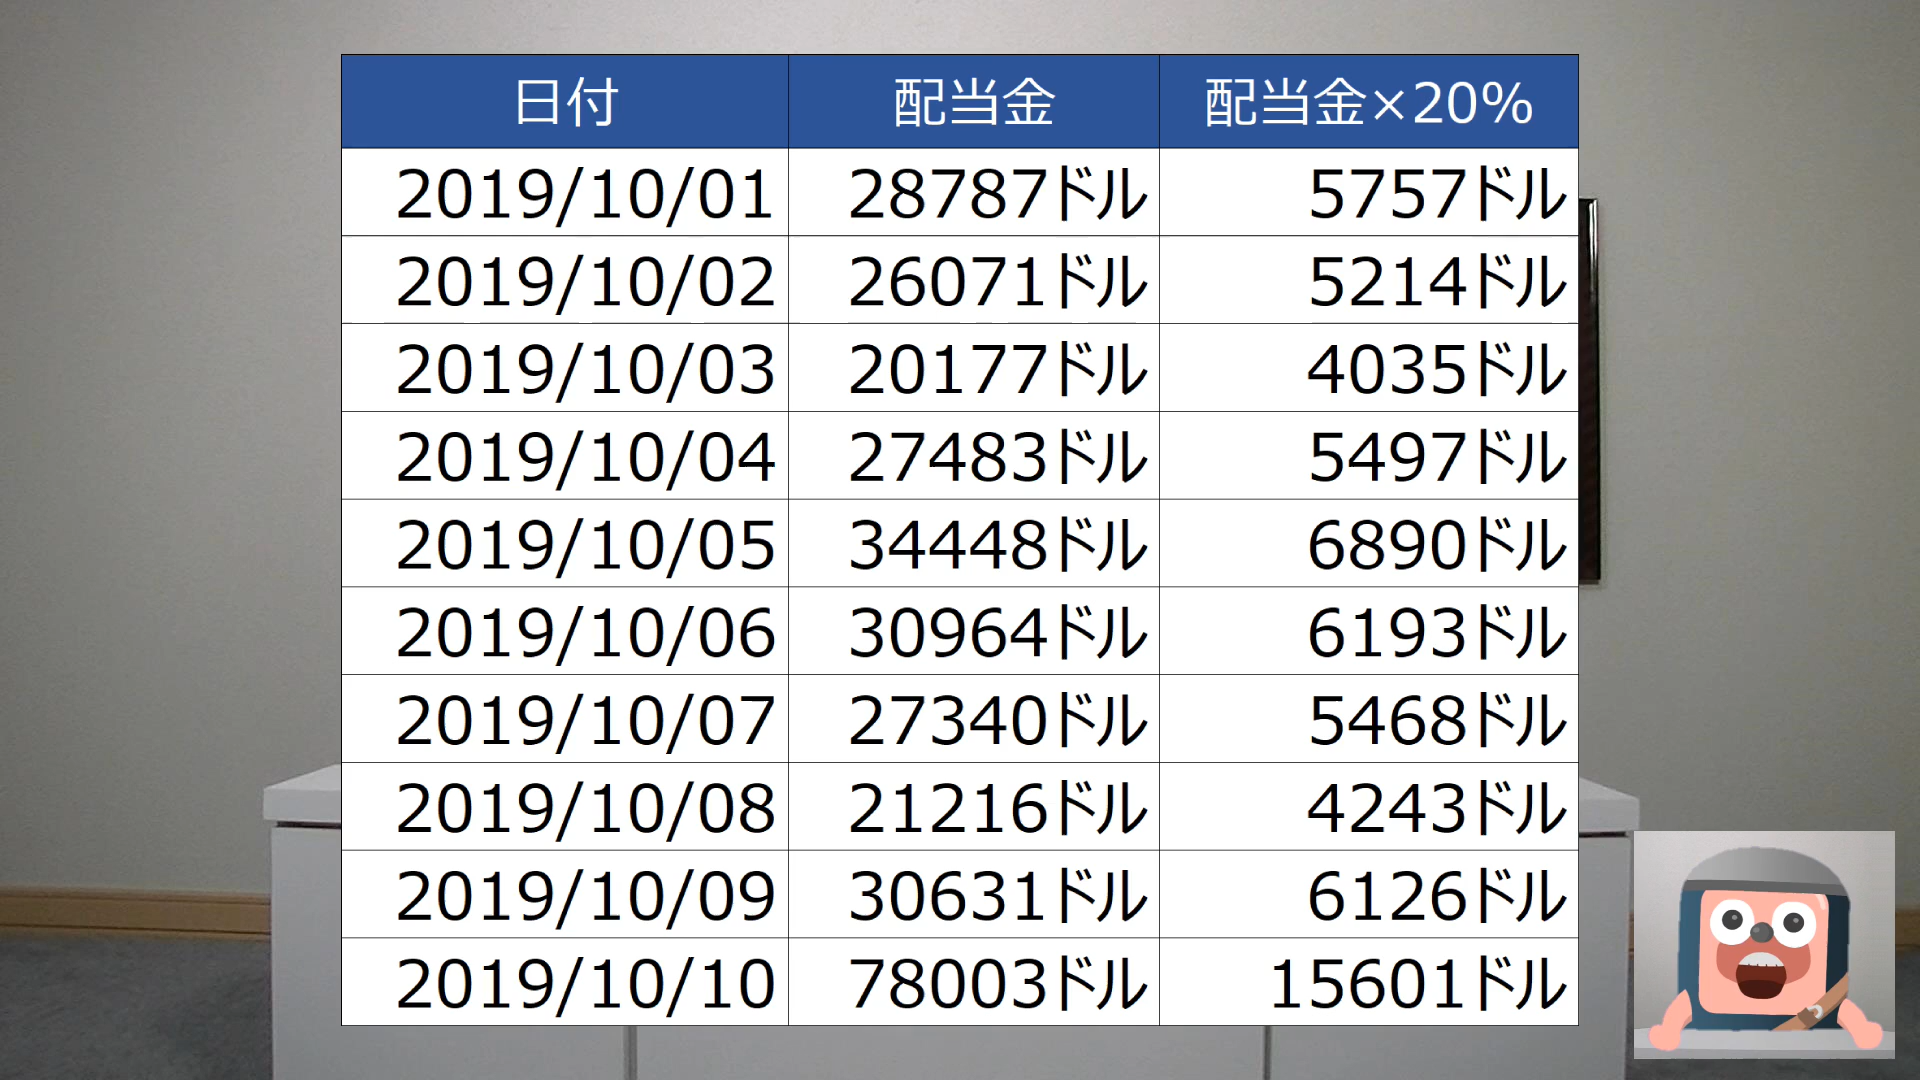 日付 配当金 配当金×20%
2019/10/01 28787ドル 5757ドル
2019/10/02 26071ドル 5214ドル
2019/10/03 20177ドル 4035ドル
2019/10/04 27483ドル 5497ドル
2019/10/05 34448ドル 6890ドル
2019/10/06 30964ドル 6193ドル
2019/10/07 27340ドル 5468ドル
2019/10/08 21216ドル 4243ドル
2019/10/09 30631ドル 6126ドル
2019/10/10 78003ドル 15601ドル